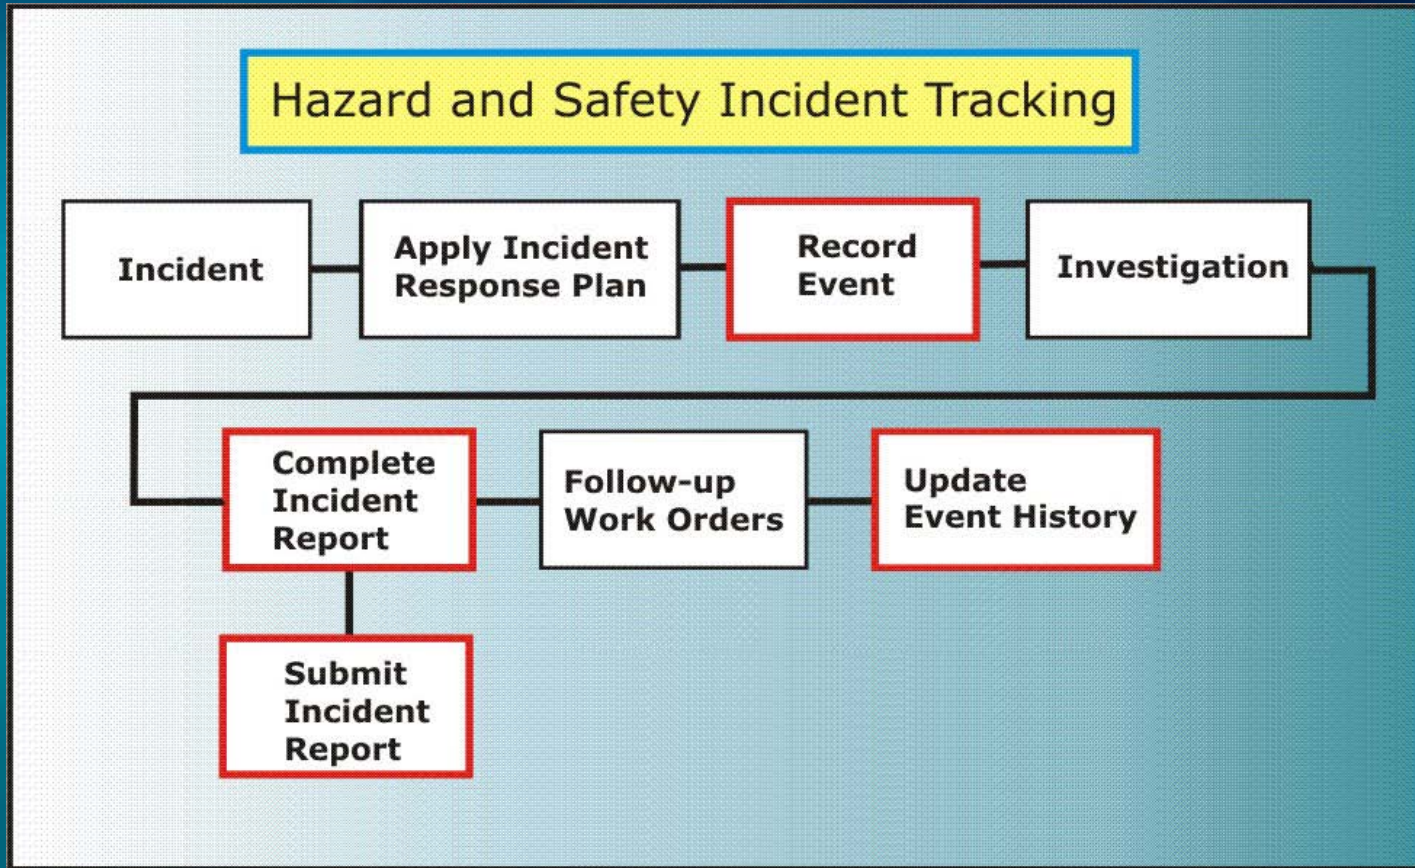 Hazard and Safety Incident Tracking
Incident
Apply Incident
Response Plan
Record
Event
Investigation
Complete
Incident
Report
Follow-up
Work Orders
Update
Event History
Submit
Incident
Report